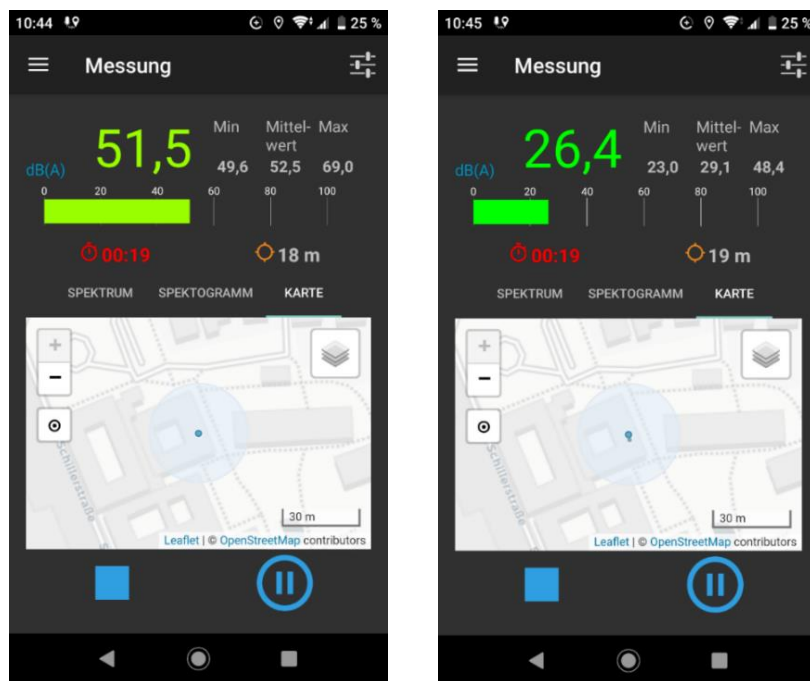 10:44
25 %
Messung
51,5
dB(A)
Min
Mittel-
wert
Max
49,6 52,5 69,0
0 20 40 60 80 100
00:19
18 m
SPEKTRUM SPEKTOGRAMM KARTE
+
−
Schillerstraße
30 m
Leaflet | © OpenStreetMap contributors
10:45
25 %
Messung
26,4
dB(A)
Min
Mittel-
wert
Max
23,0 29,1 48,4
0 20 40 60 80 100
00:19
19 m
SPEKTRUM SPEKTOGRAMM KARTE
+
−
Schillerstraße
30 m
Leaflet | © OpenStreetMap contributors